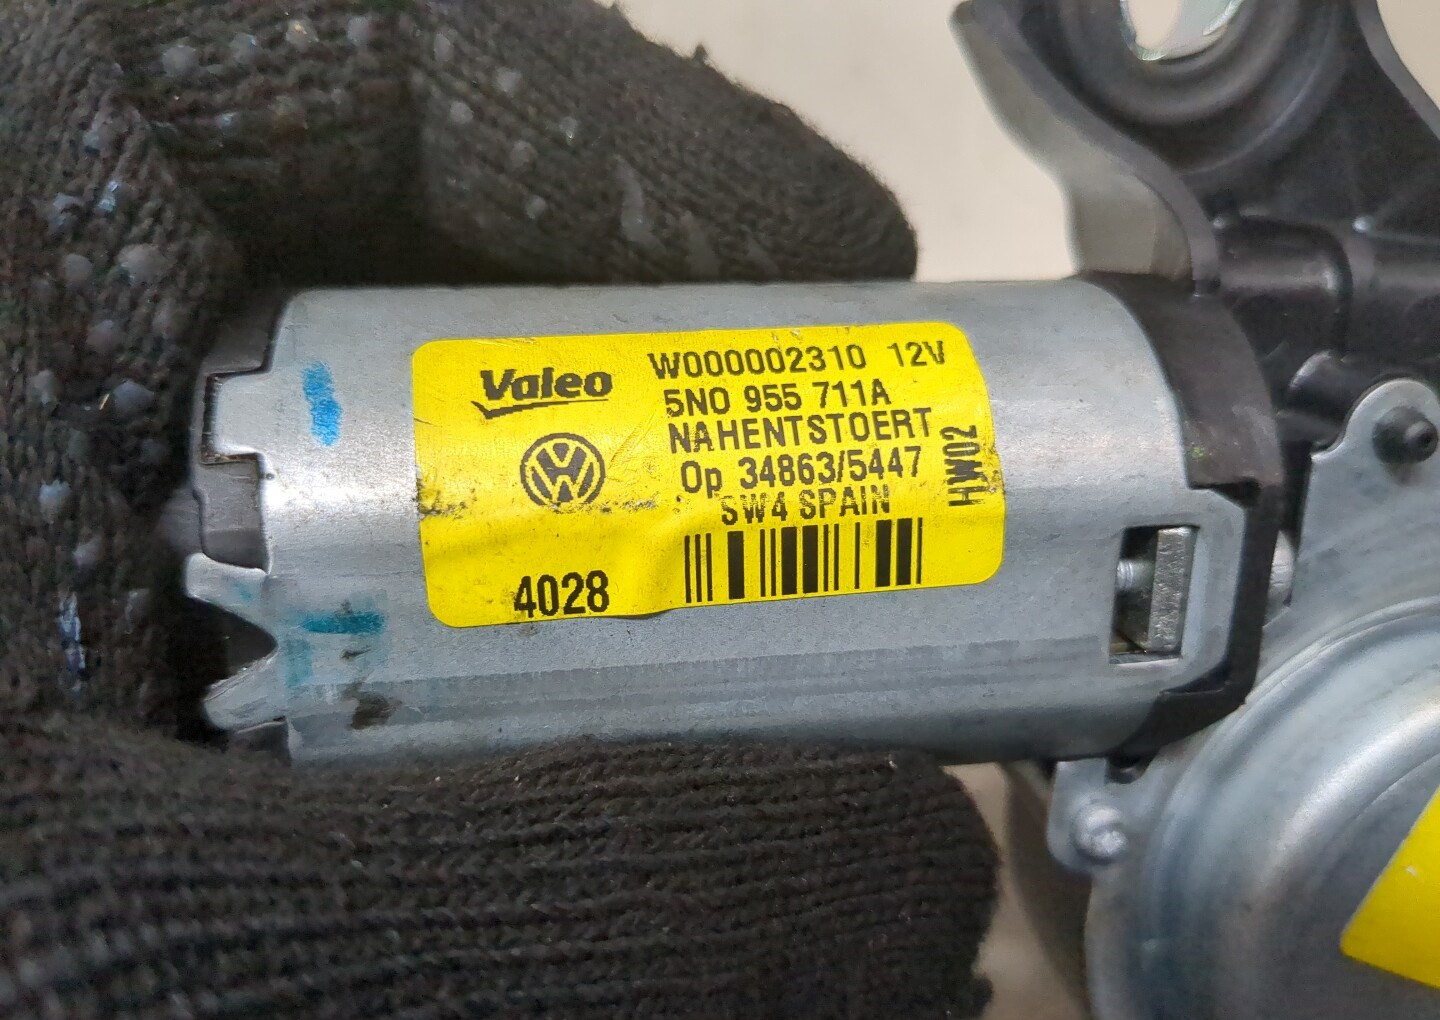 Valeo
W000002310 12V
5N0 955 711A
NAHENTSTOERT
Op 34863/5447
SW4 SPAIN
HW02
4028